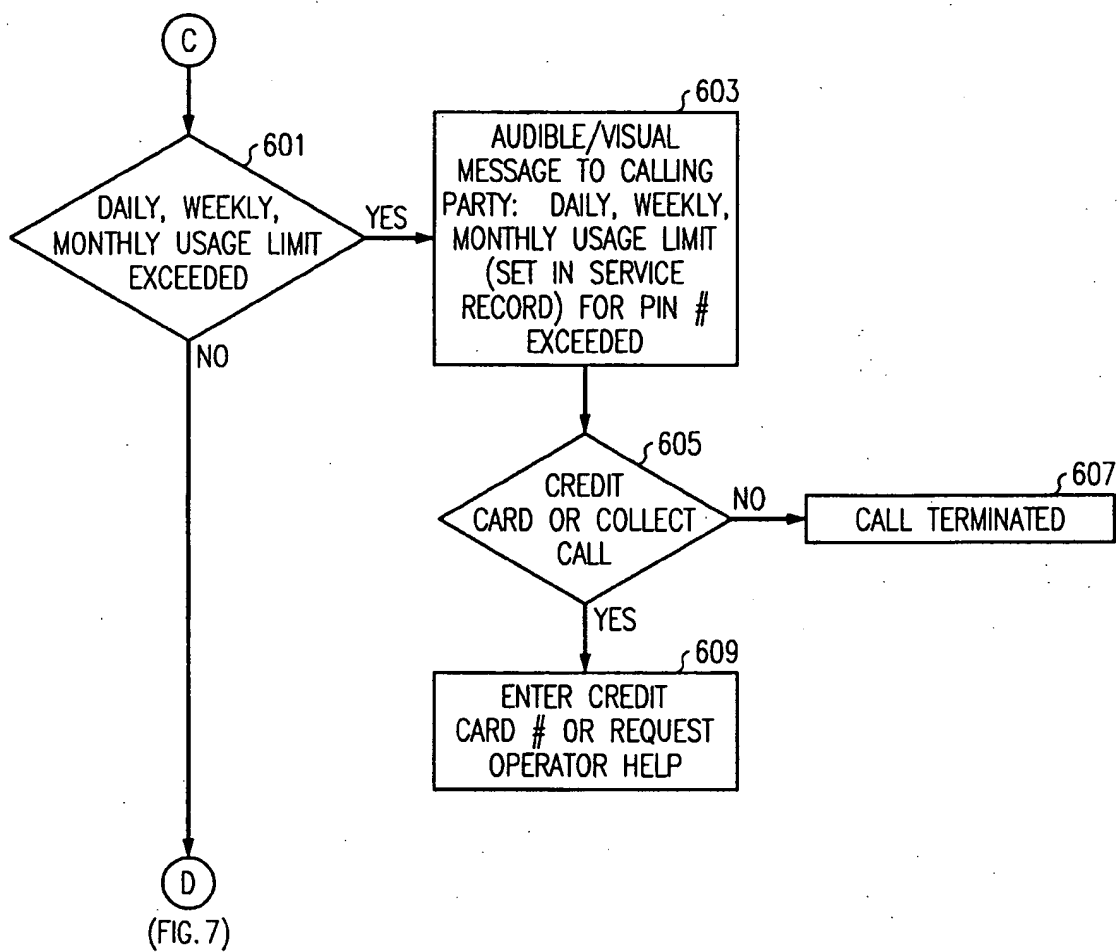 C
601
DAILY, WEEKLY,
MONTHLY USAGE LIMIT
EXCEEDED
YES
NO
603
AUDIBLE/VISUAL
MESSAGE TO CALLING
PARTY: DAILY, WEEKLY,
MONTHLY USAGE LIMIT
(SET IN SERVICE
RECORD) FOR PIN #
EXCEEDED
605
CREDIT
CARD OR COLLECT
CALL
NO
607
CALL TERMINATED
YES
609
ENTER CREDIT
CARD # OR REQUEST
OPERATOR HELP
D
(FIG. 7)